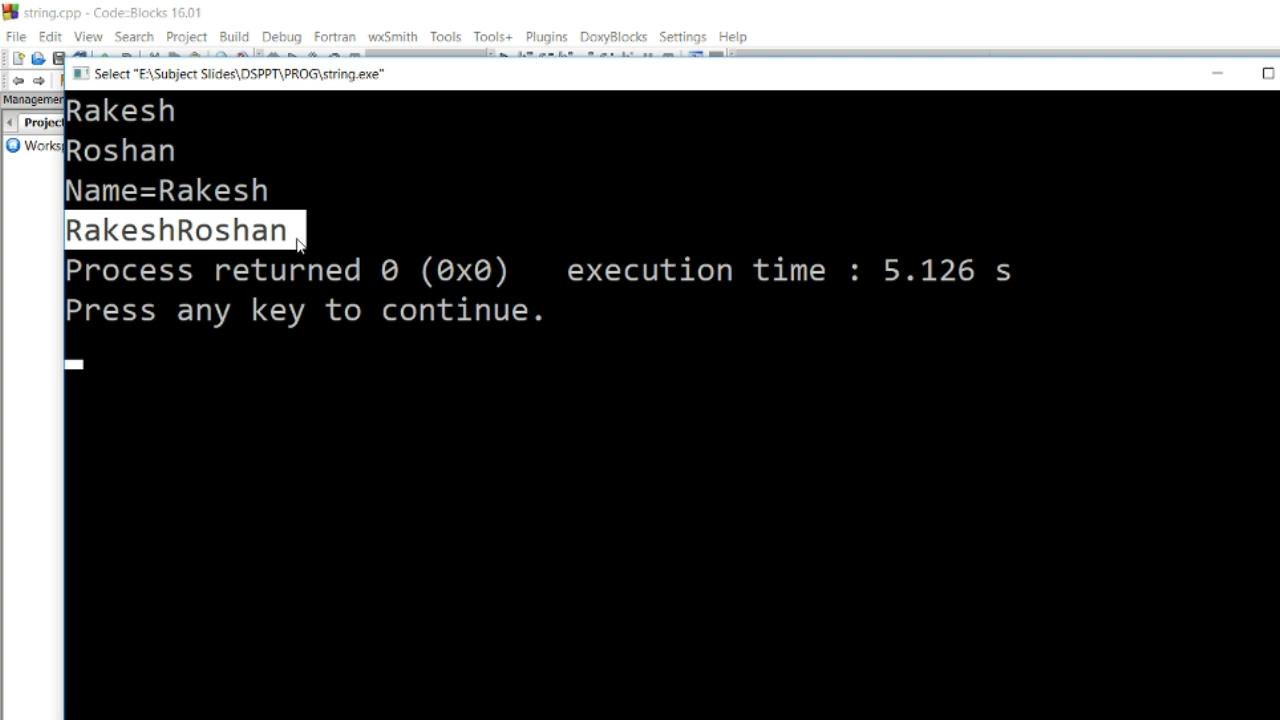 string.cpp - Code::Blocks 16.01
File Edit View Search Project Build Debug Fortran wxSmith Tools Tools+ Plugins DoxyBlocks Settings Help
Select "E:\Subject Slides\DSPPT\PROG\string.exe"
Rakesh
Roshan
Name=Rakesh
RakeshRoshan
Process returned 0 (0x0)   execution time : 5.126 s
Press any key to continue.